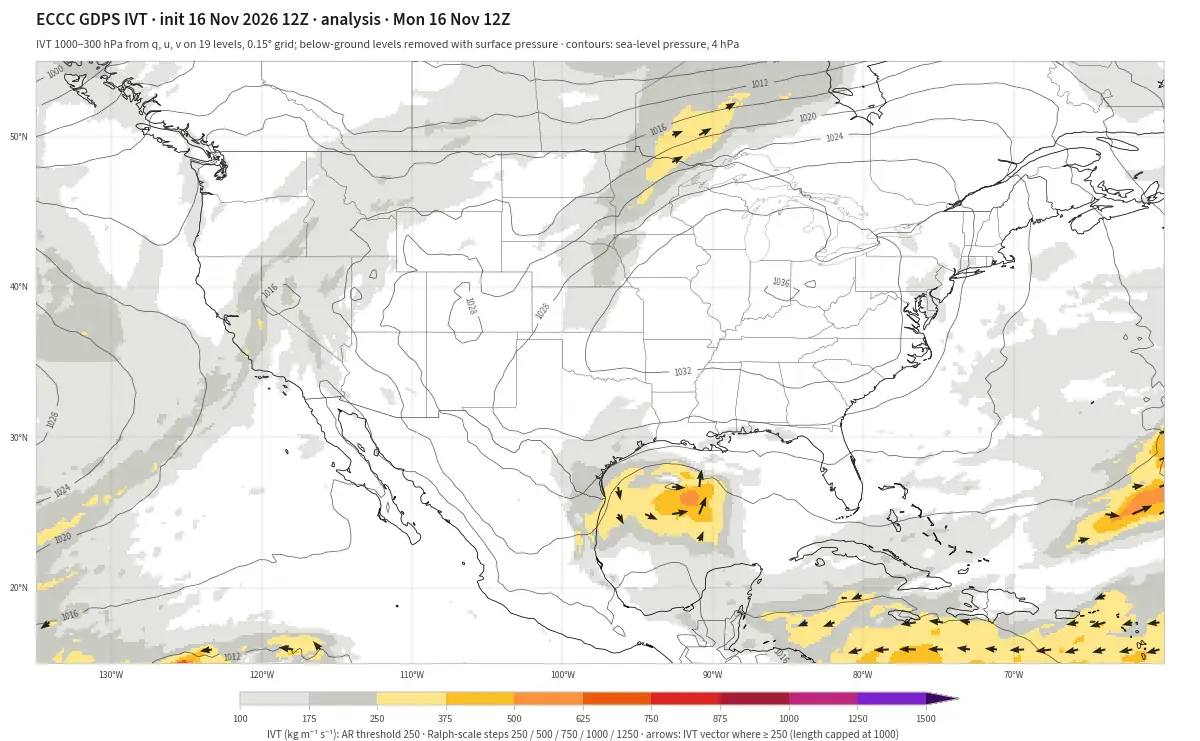 ECCC GDPS IVT · init 16 Nov 2026 12Z · analysis · Mon 16 Nov 12Z
IVT 1000–300 hPa from q, u, v on 19 levels, 0.15° grid; below-ground levels removed with surface pressure · contours: sea-level pressure, 4 hPa
1000
1012
1016
1020
1024
50°N
40°N
1016
1028
1028
1036
1032
1028
30°N
1024
1020
20°N
1016
1012
1016
130°W 120°W 110°W 100°W 90°W 80°W 70°W
100 175 250 375 500 625 750 875 1000 1250 1500
IVT (kg m⁻¹ s⁻¹): AR threshold 250 · Ralph-scale steps 250 / 500 / 750 / 1000 / 1250 · arrows: IVT vector where ≥ 250 (length capped at 1000)